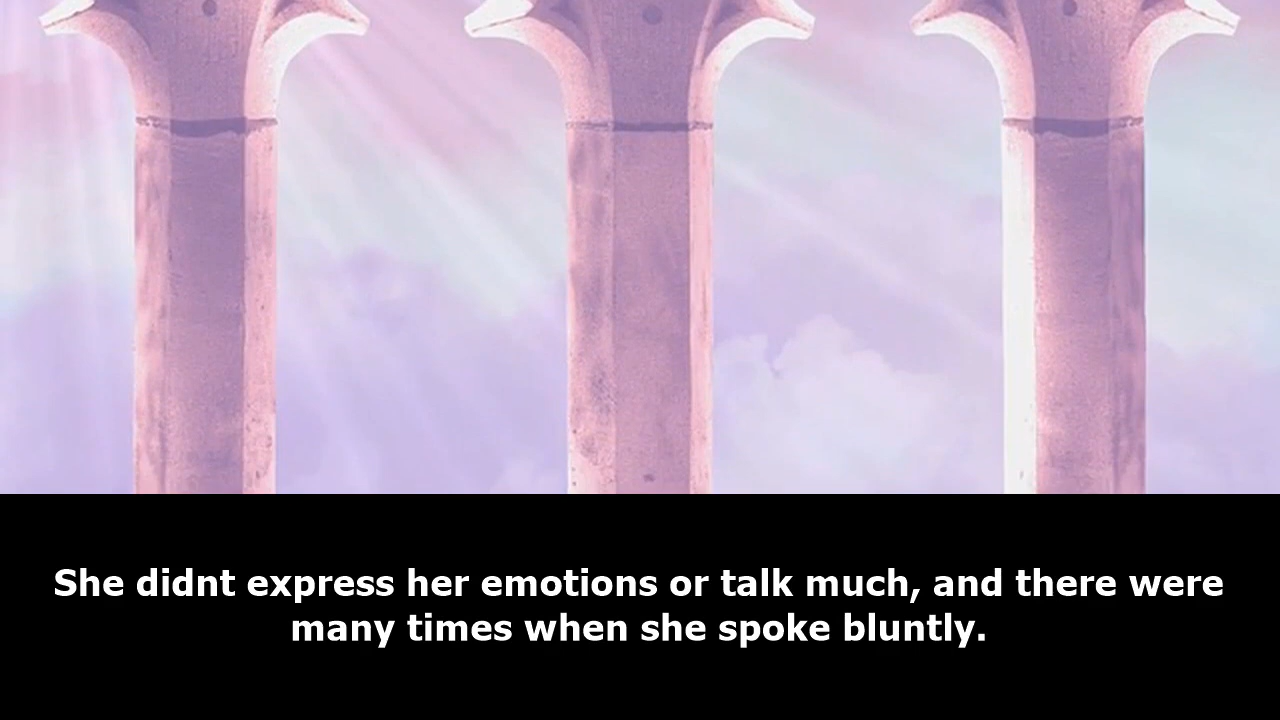 She didnt express her emotions or talk much, and there were
many times when she spoke bluntly.